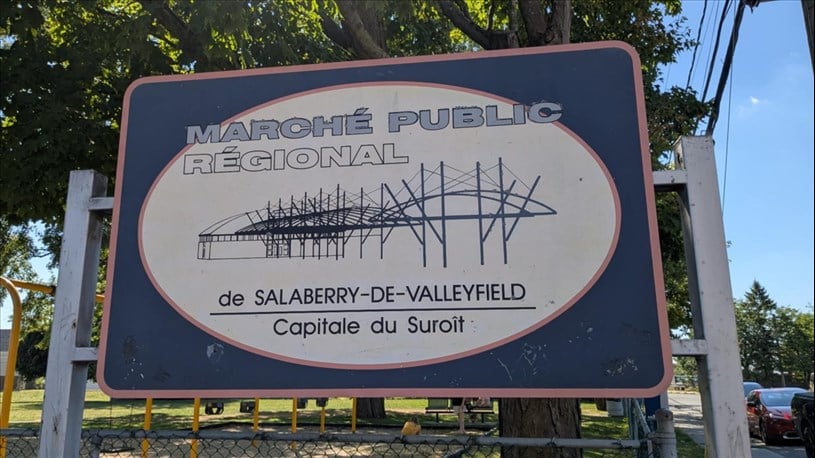 MARCHÉ PUBLIC
RÉGIONAL
de SALABERRY-DE-VALLEYFIELD
Capitale du Suroît